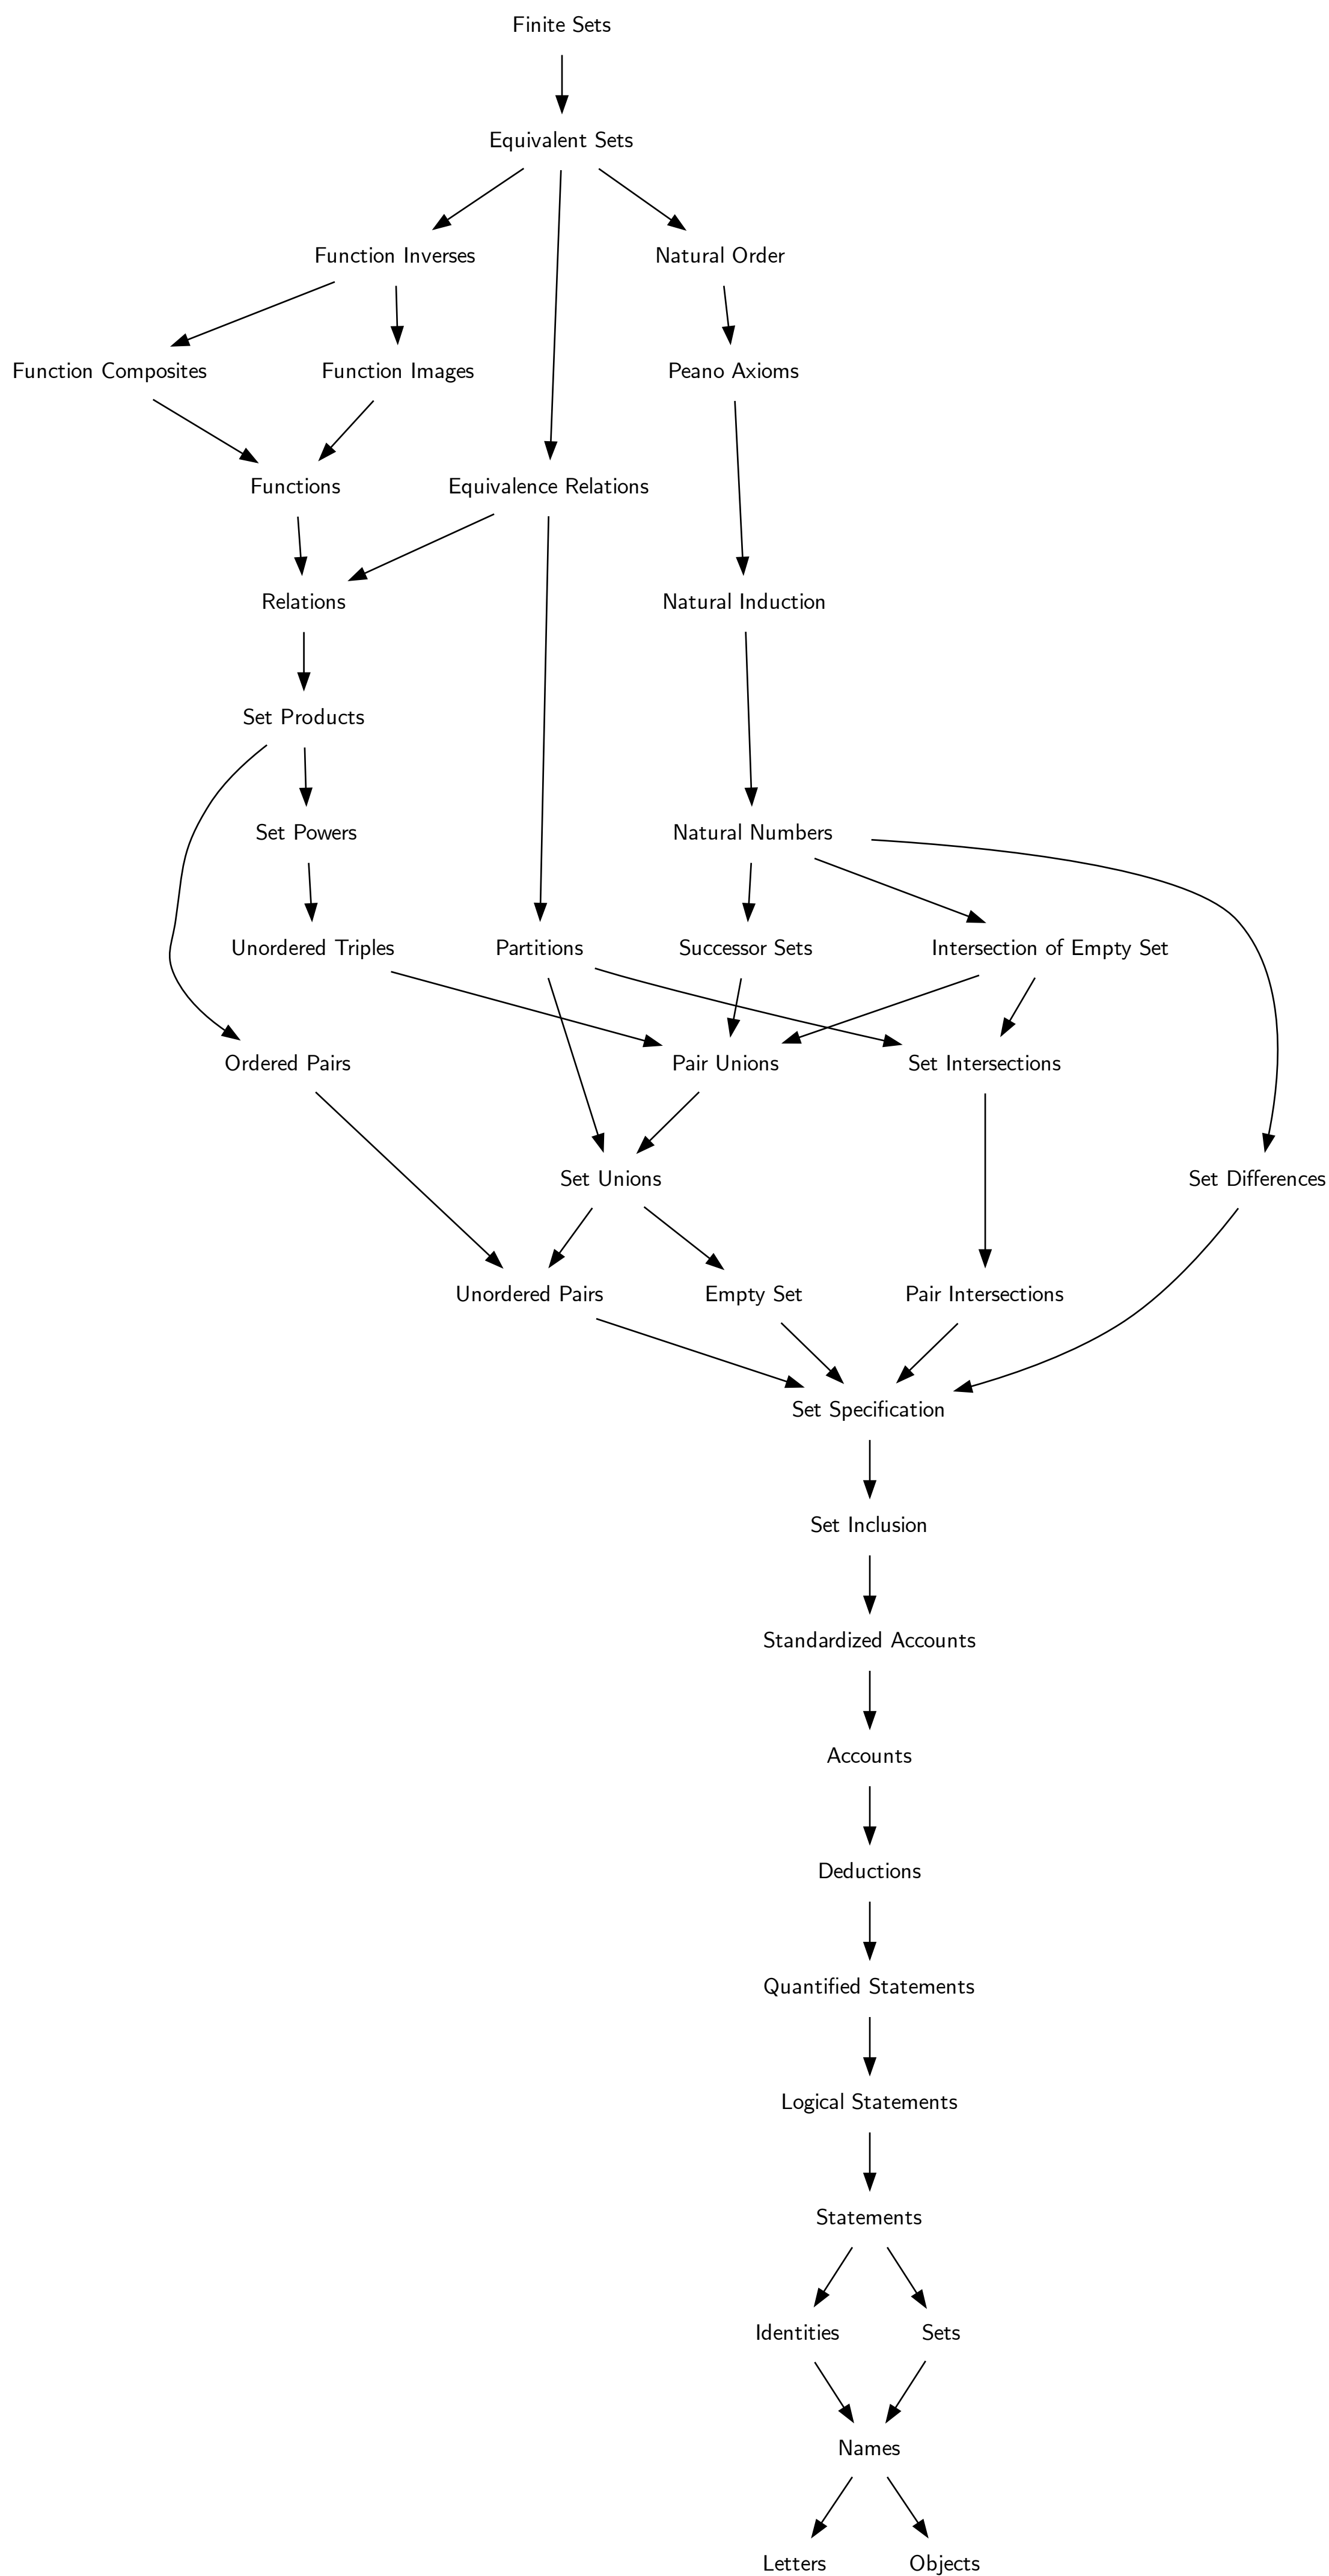 Finite Sets
Equivalent Sets
Function Inverses
Natural Order
Function Composites
Function Images
Peano Axioms
Functions
Equivalence Relations
Relations
Natural Induction
Set Products
Set Powers
Natural Numbers
Unordered Triples
Partitions
Successor Sets
Intersection of Empty Set
Ordered Pairs
Pair Unions
Set Intersections
Set Unions
Set Differences
Unordered Pairs
Empty Set
Pair Intersections
Set Specification
Set Inclusion
Standardized Accounts
Accounts
Deductions
Quantified Statements
Logical Statements
Statements
Identities
Sets
Names
Letters
Objects